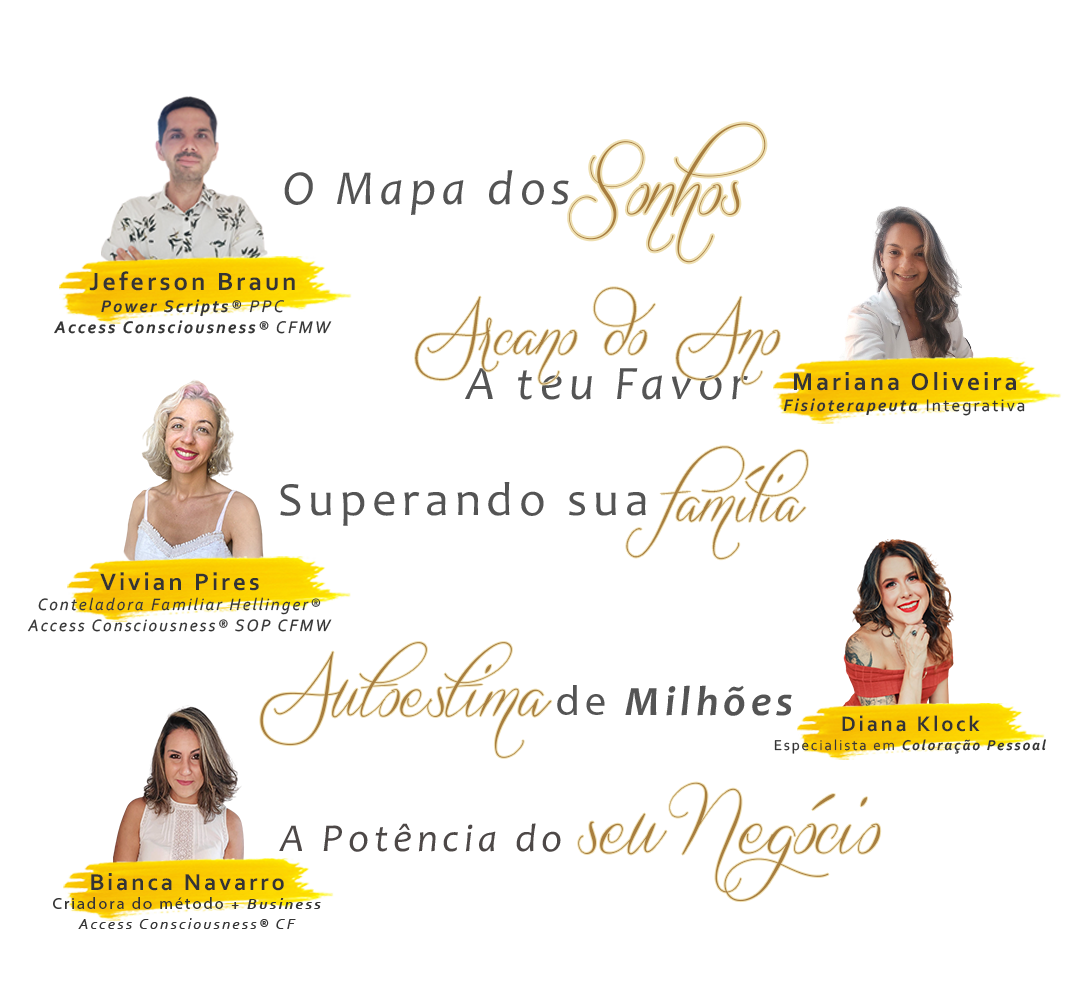 O Mapa dos Sonhos
Jeferson Braun
Power Scripts® PPC
Access Consciousness® CFMW
Arcano do Ano
A teu Favor
Mariana Oliveira
Fisioterapeuta Integrativa
Superando sua família
Vivian Pires
Conteladora Familiar Hellinger®
Access Consciousness® SOP CFMW
Autoestima de Milhões
Diana Klock
Especialista em Coloração Pessoal
A Potência do seu Negócio
Bianca Navarro
Criadora do método + Business
Access Consciousness® CF